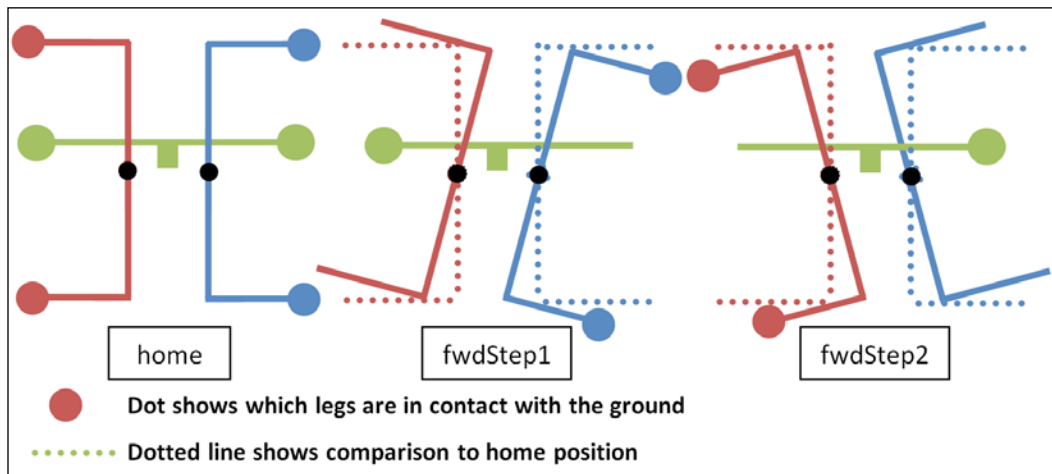 home
fwdStep1
fwdStep2
Dot shows which legs are in contact with the ground
Dotted line shows comparison to home position